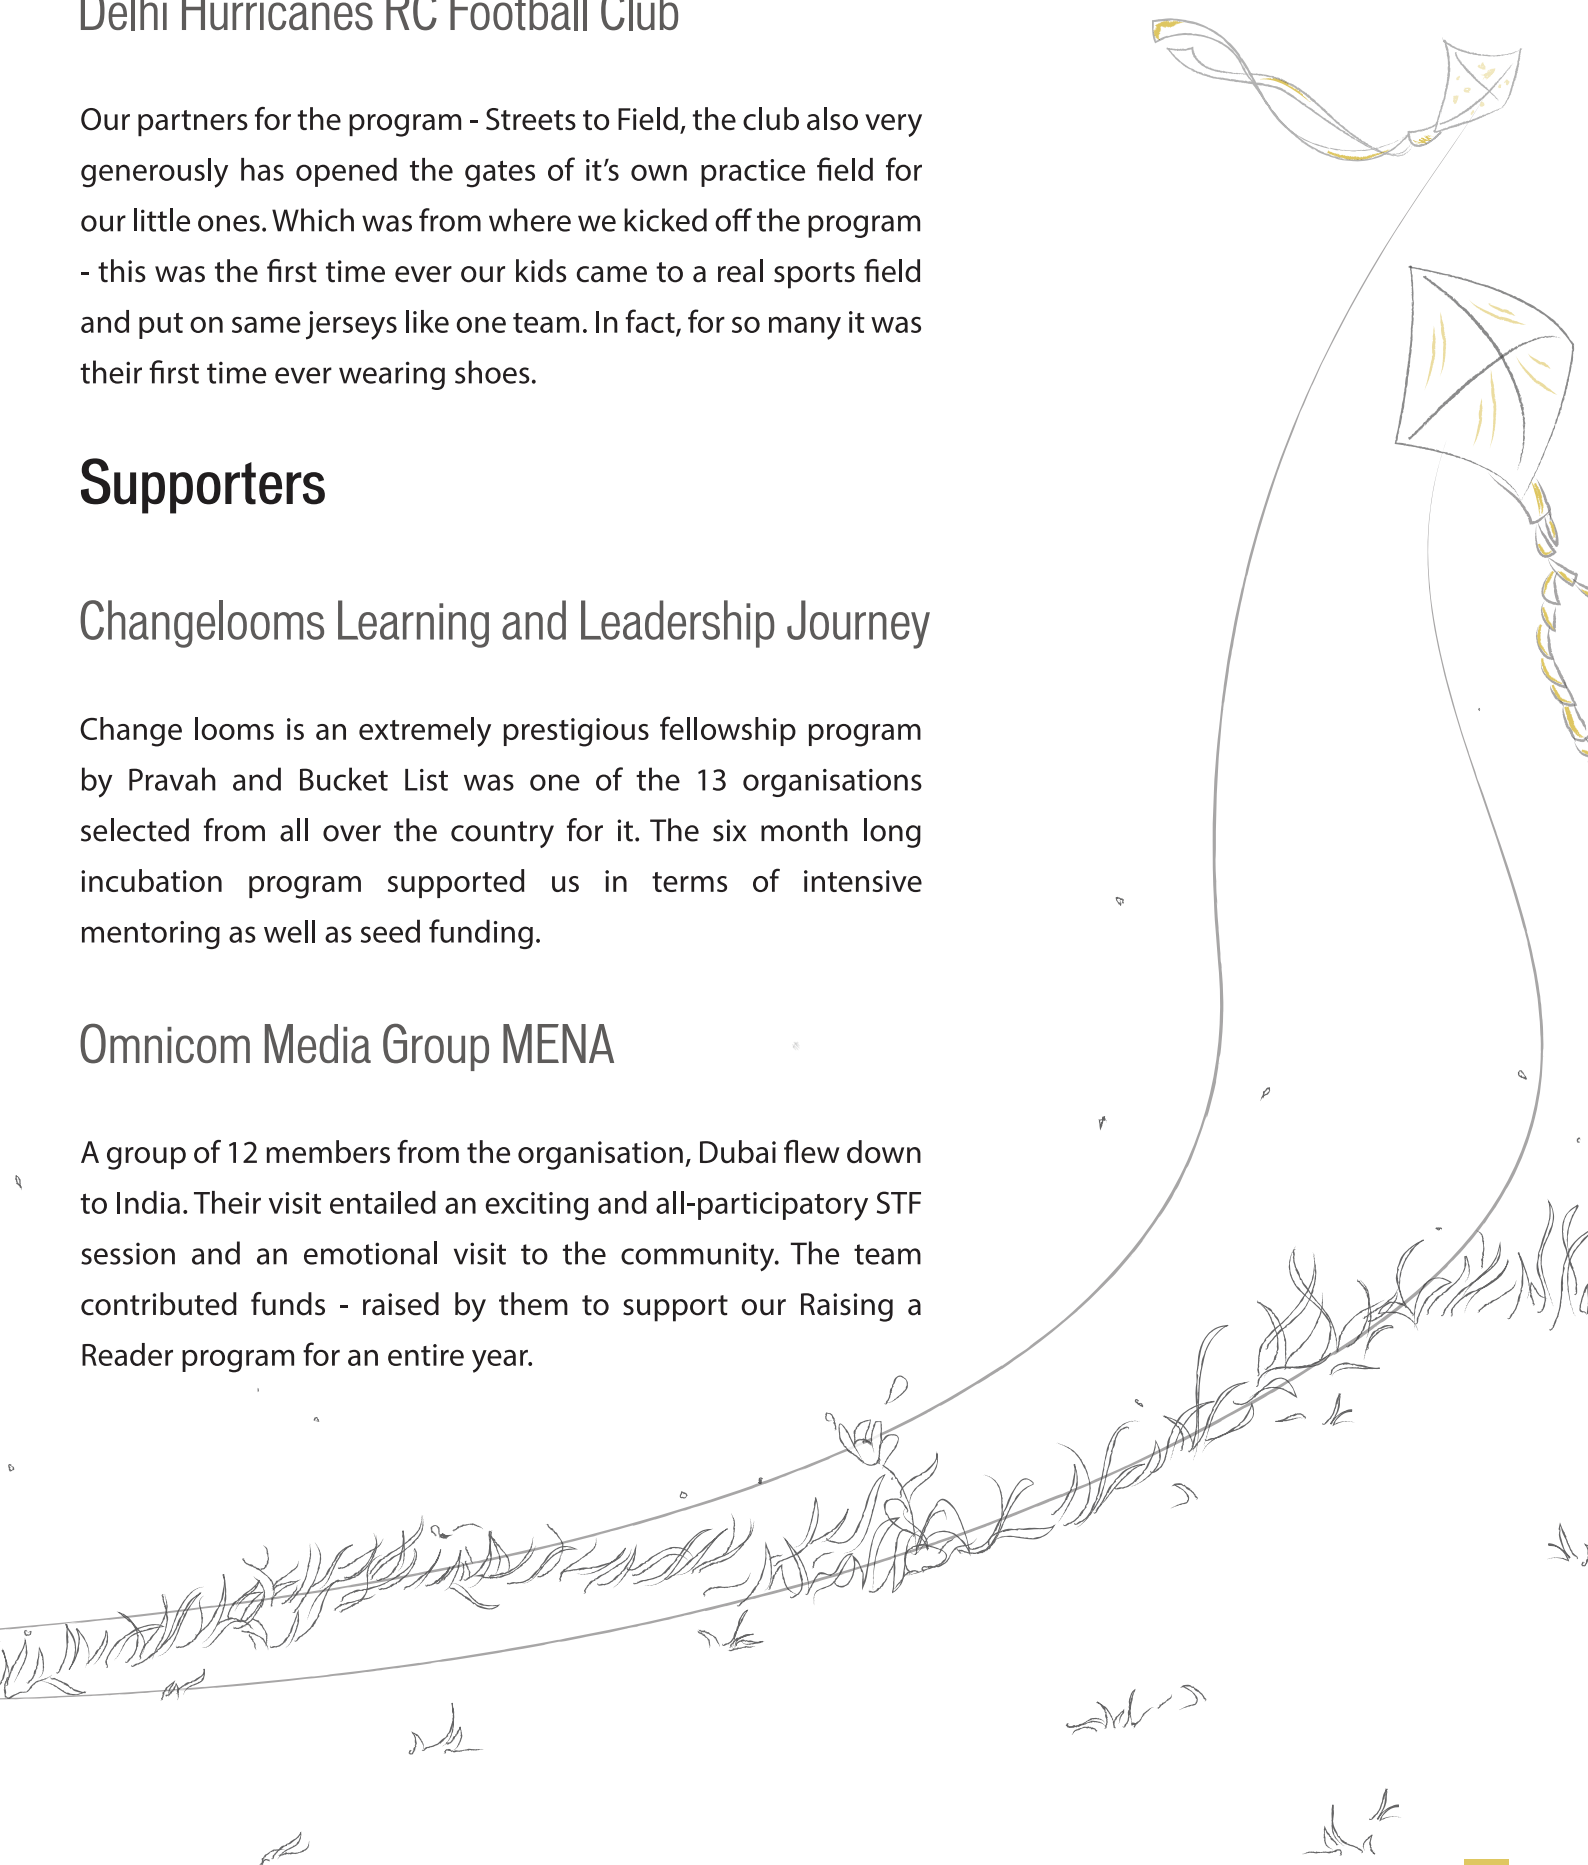 Delhi Hurricanes RC Football Club
Our partners for the program - Streets to Field, the club also very
generously has opened the gates of it’s own practice field for
our little ones. Which was from where we kicked off the program
- this was the first time ever our kids came to a real sports field
and put on same jerseys like one team. In fact, for so many it was
their first time ever wearing shoes.
Supporters
Changelooms Learning and Leadership Journey
Change looms is an extremely prestigious fellowship program
by Pravah and Bucket List was one of the 13 organisations
selected from all over the country for it. The six month long
incubation program supported us in terms of intensive
mentoring as well as seed funding.
Omnicom Media Group MENA
A group of 12 members from the organisation, Dubai flew down
to India. Their visit entailed an exciting and all-participatory STF
session and an emotional visit to the community. The team
contributed funds - raised by them to support our Raising a
Reader program for an entire year.